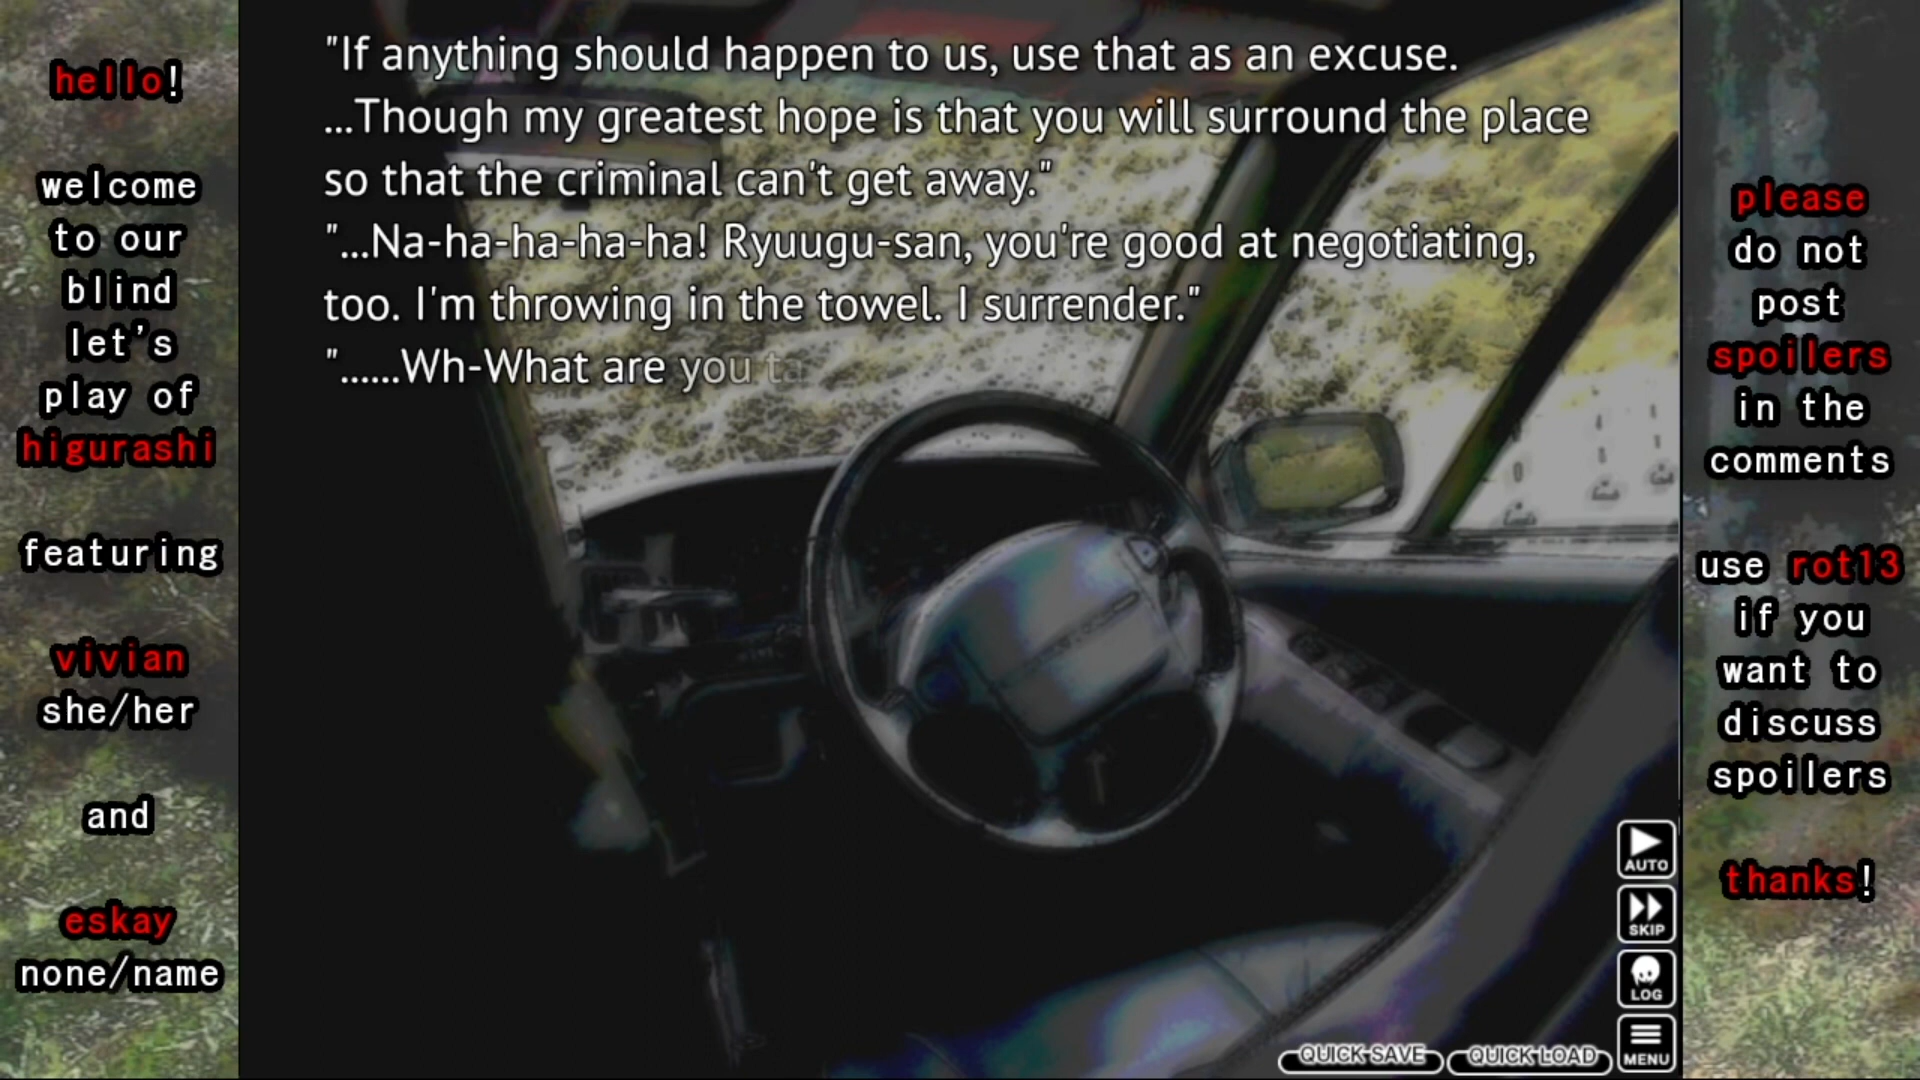 hello!
welcome
to our
blind
let's
play of
higurashi
featuring
vivian
she/her
and
eskay
none/name
"If anything should happen to us, use that as an excuse.
...Though my greatest hope is that you will surround the place
so that the criminal can't get away."
"...Na-ha-ha-ha-ha! Ryuugu-san, you're good at negotiating,
too. I'm throwing in the towel. I surrender."
"......Wh-What are you ta
please
do not
post
spoilers
in the
comments
use rot13
if you
want to
discuss
spoilers
thanks!
AUTO
SKIP
LOG
MENU
QUICK SAVE
QUICK LOAD